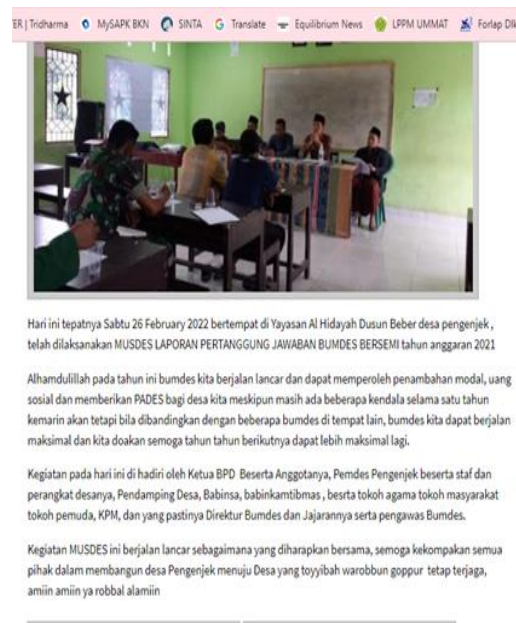 ER | Tridharma MySAPK BKN SINTA Translate Equilibrium News LPPM UMMAT Forlap Dik
Hari ini tepatnya Sabtu 26 February 2022 bertempat di Yayasan Al Hidayah Dusun Beber desa pengenjek ,
telah dilaksanakan MUSDES LAPORAN PERTANGGUNG JAWABAN BUMDES BERSEMI tahun anggaran 2021
Alhamdulillah pada tahun ini bumdes kita berjalan lancar dan dapat memperoleh penambahan modal, uang
sosial dan memberikan PADES bagi desa kita meskipun masih ada beberapa kendala selama satu tahun
kemarin akan tetapi bila dibandingkan dengan beberapa bumdes di tempat lain, bumdes kita dapat berjalan
maksimal dan kita doakan semoga tahun tahun berikutnya dapat lebih maksimal lagi.
Kegiatan pada hari ini di hadiri oleh Ketua BPD Beserta Anggotanya, Pemdes Pengenjek beserta staf dan
perangkat desanya, Pendamping Desa, Babinsa, babinkamtibmas , besrta tokoh agama tokoh masyarakat
tokoh pemuda, KPM, dan yang pastinya Direktur Bumdes dan Jajarannya serta pengawas Bumdes.
Kegiatan MUSDES ini berjalan lancar sebagaimana yang diharapkan bersama, semoga kekompakan semua
pihak dalam membangun desa Pengenjek menuju Desa yang toyyibah warobbun goppur tetap terjaga,
amiin amiin ya robbal alamiin